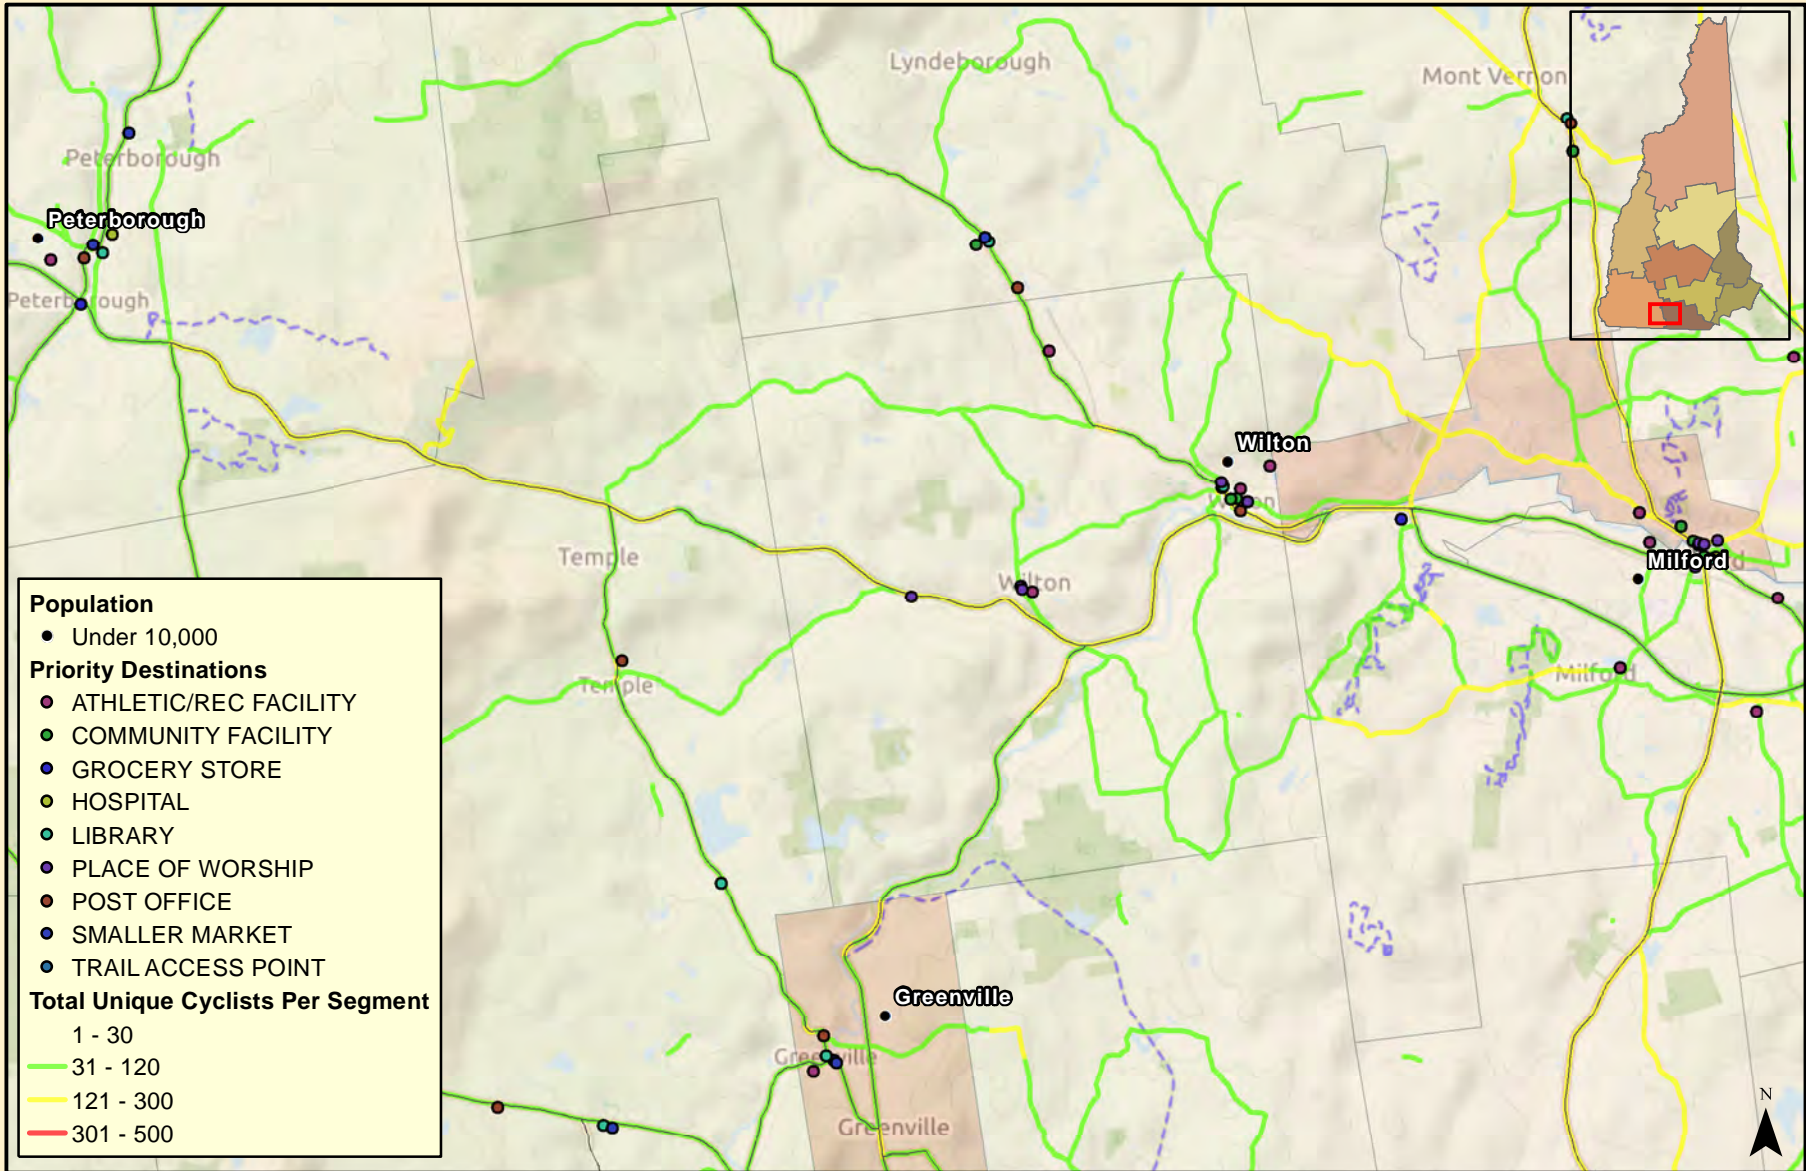 Lyndeborough
Mont Vernon
Peterborough
Peterborough
Peterborough
Wilton
Wilton
Temple
Wilton
Milford
Milford
Temple
Greenville
Greenville
Greenville
Population
Under 10,000
Priority Destinations
ATHLETIC/REC FACILITY
COMMUNITY FACILITY
GROCERY STORE
HOSPITAL
LIBRARY
PLACE OF WORSHIP
POST OFFICE
SMALLER MARKET
TRAIL ACCESS POINT
Total Unique Cyclists Per Segment
1 - 30
31 - 120
121 - 300
301 - 500
N